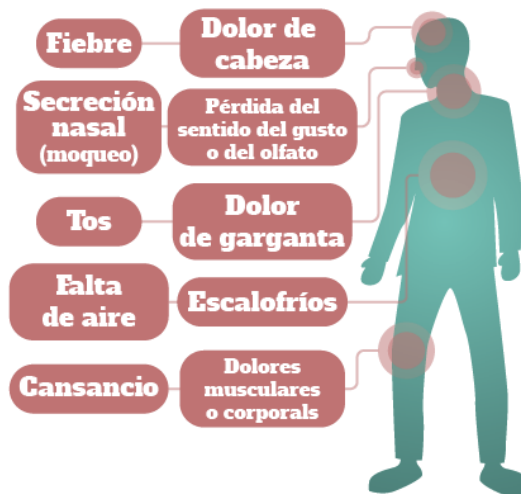 Fiebre
Dolor de
cabeza
Secreción
nasal
(moqueo)
Pérdida del
sentido del gusto
o del olfato
Tos
Dolor
de garganta
Falta
de aire
Escalofríos
Cansancio
Dolores
musculares
o corporals